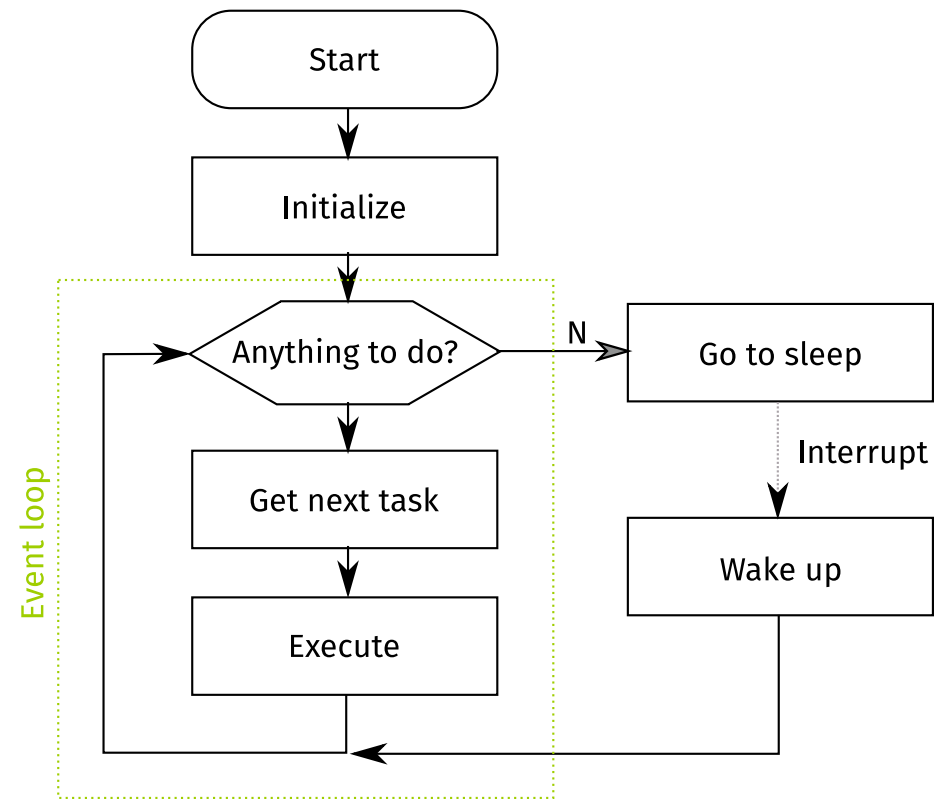 Start
Initialize
Anything to do?
N
Go to sleep
Interrupt
Get next task
Event loop
Wake up
Execute